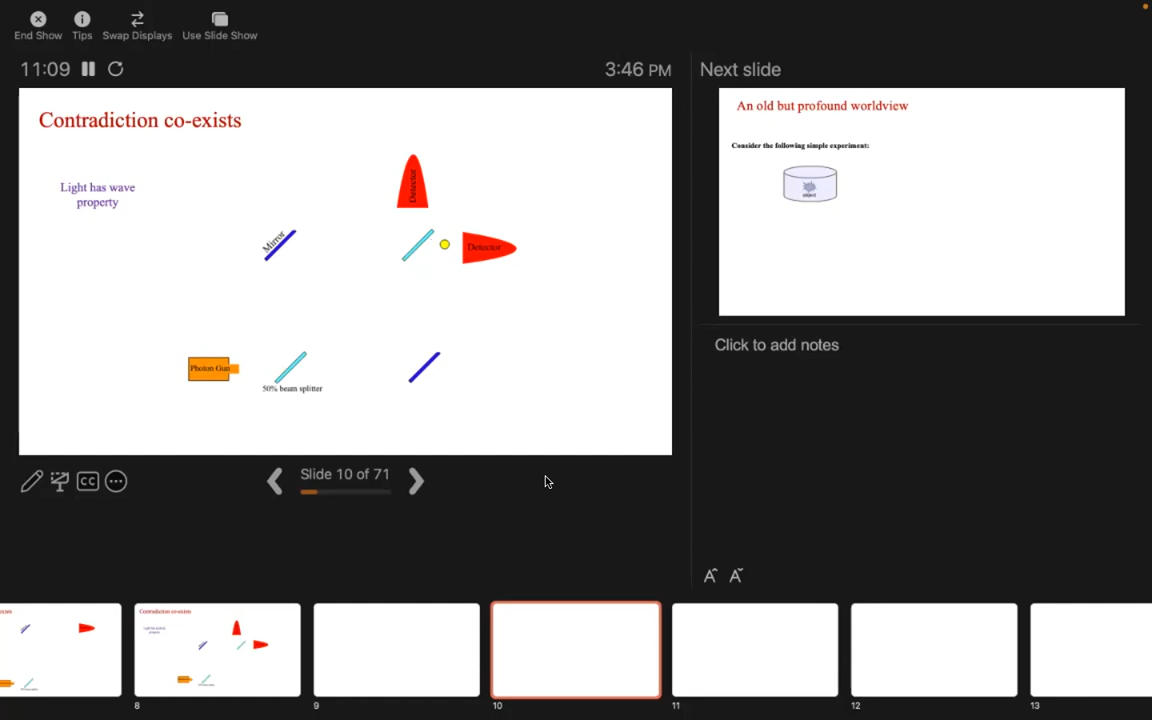 End Show
Tips
Swap Displays
Use Slide Show
11:09
3:46 PM
Next slide
Contradiction co-exists
Light has wave
property
Detector
Mirror
Detector
Photon Gun
50% beam splitter
An old but profound worldview
Consider the following simple experiment:
object
Click to add notes
CC
Slide 10 of 71
Contradiction co-exists
8
9
10
11
12
13